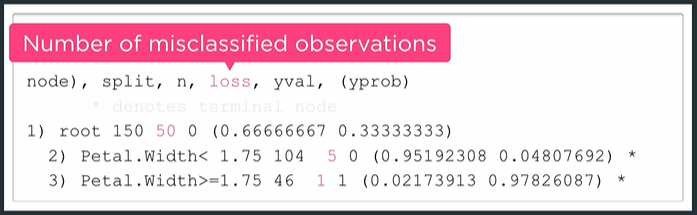 Number of misclassified observations
node), split, n, loss, yval, (yprob)
* denotes terminal node
1) root 150 50 0 (0.66666667 0.33333333)
2) Petal.Width< 1.75 104 5 0 (0.95192308 0.04807692) *
3) Petal.Width>=1.75 46 1 1 (0.02173913 0.97826087) *